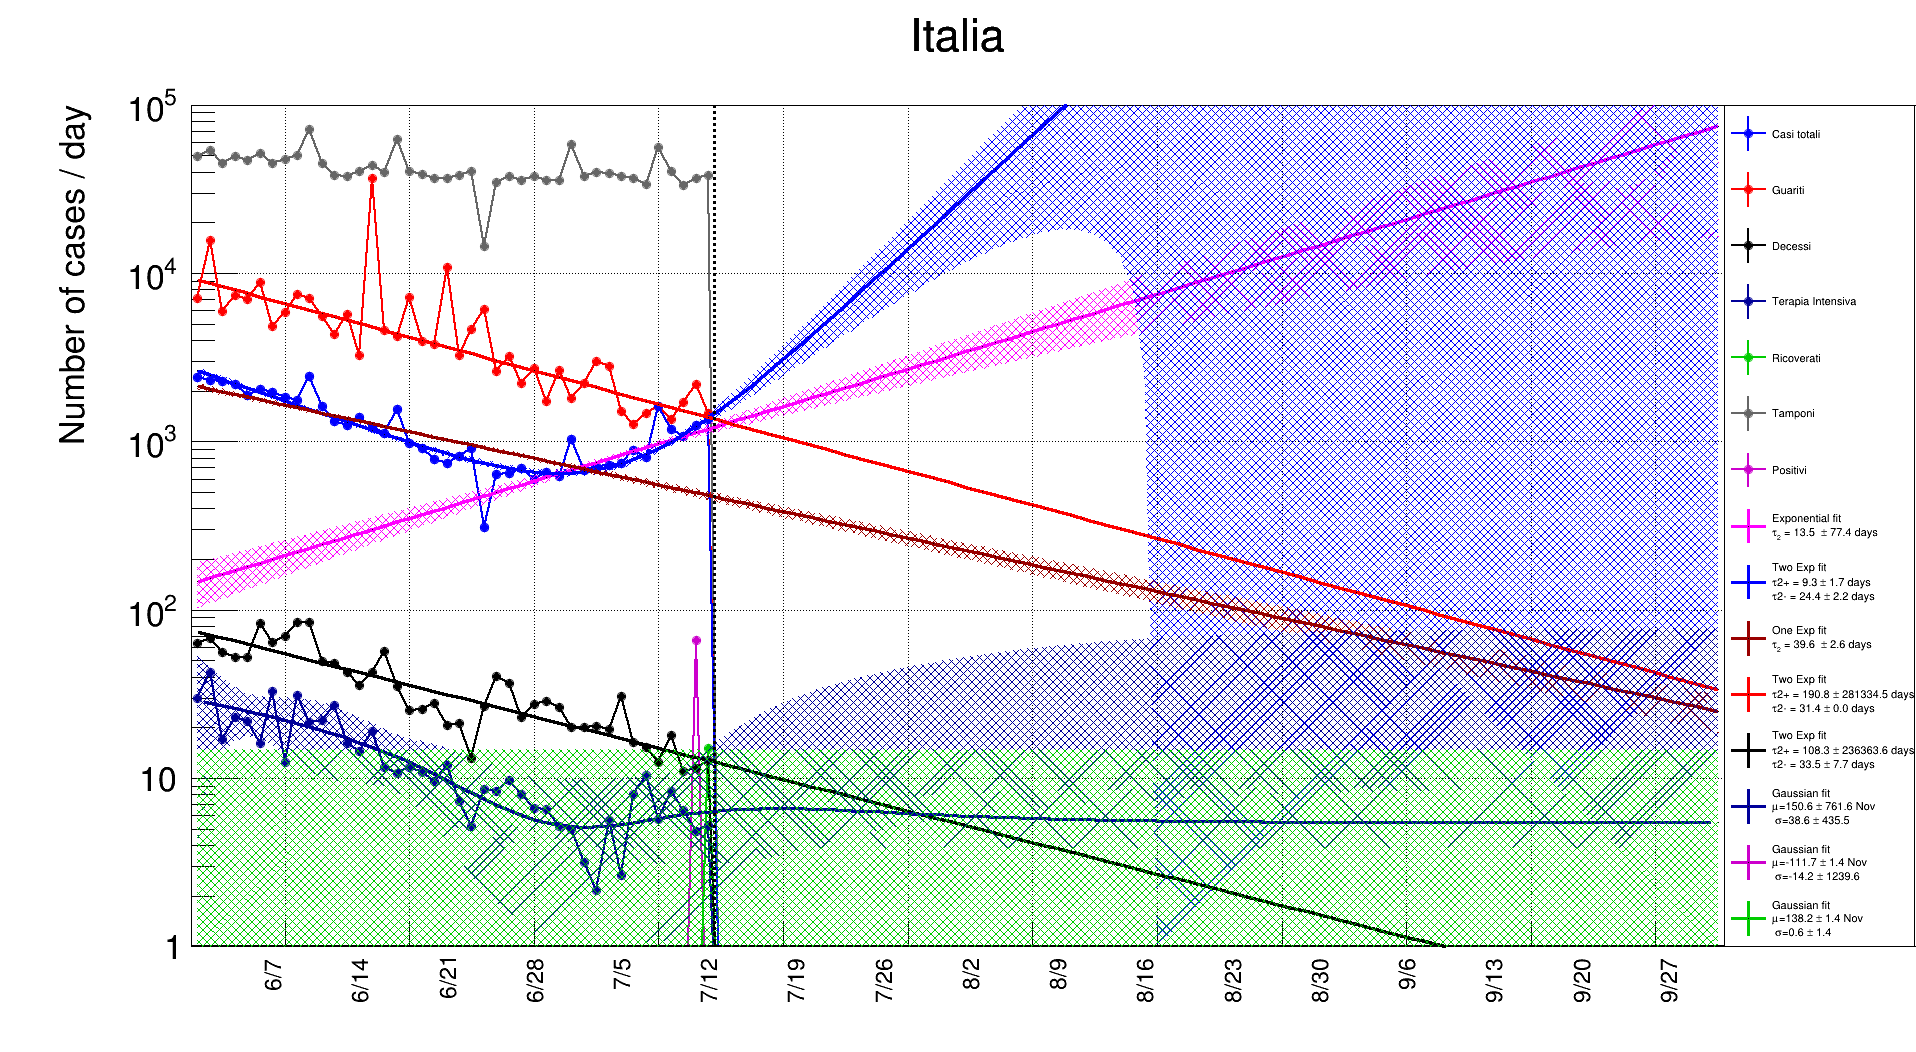 Italia
Number of cases / day
10⁵
10⁴
10³
10²
10
1
6/7
6/14
6/21
6/28
7/5
7/12
7/19
7/26
8/2
8/9
8/16
8/23
8/30
9/6
9/13
9/20
9/27
Casi totali
Guariti
Decessi
Terapia Intensiva
Ricoverati
Tamponi
Positivi
Exponential fit
τ₂ = 13.5 ± 77.4 days
Two Exp fit
τ2+ = 9.3 ± 1.7 days
τ2- = 24.4 ± 2.2 days
One Exp fit
τ₂ = 39.6 ± 2.6 days
Two Exp fit
τ2+ = 190.8 ± 281334.5 days
τ2- = 31.4 ± 0.0 days
Two Exp fit
τ2+ = 108.3 ± 236363.6 days
τ2- = 33.5 ± 7.7 days
Gaussian fit
μ=150.6 ± 761.6 Nov
σ=38.6 ± 435.5
Gaussian fit
μ=-111.7 ± 1.4 Nov
σ=-14.2 ± 1239.6
Gaussian fit
μ=138.2 ± 1.4 Nov
σ=0.6 ± 1.4